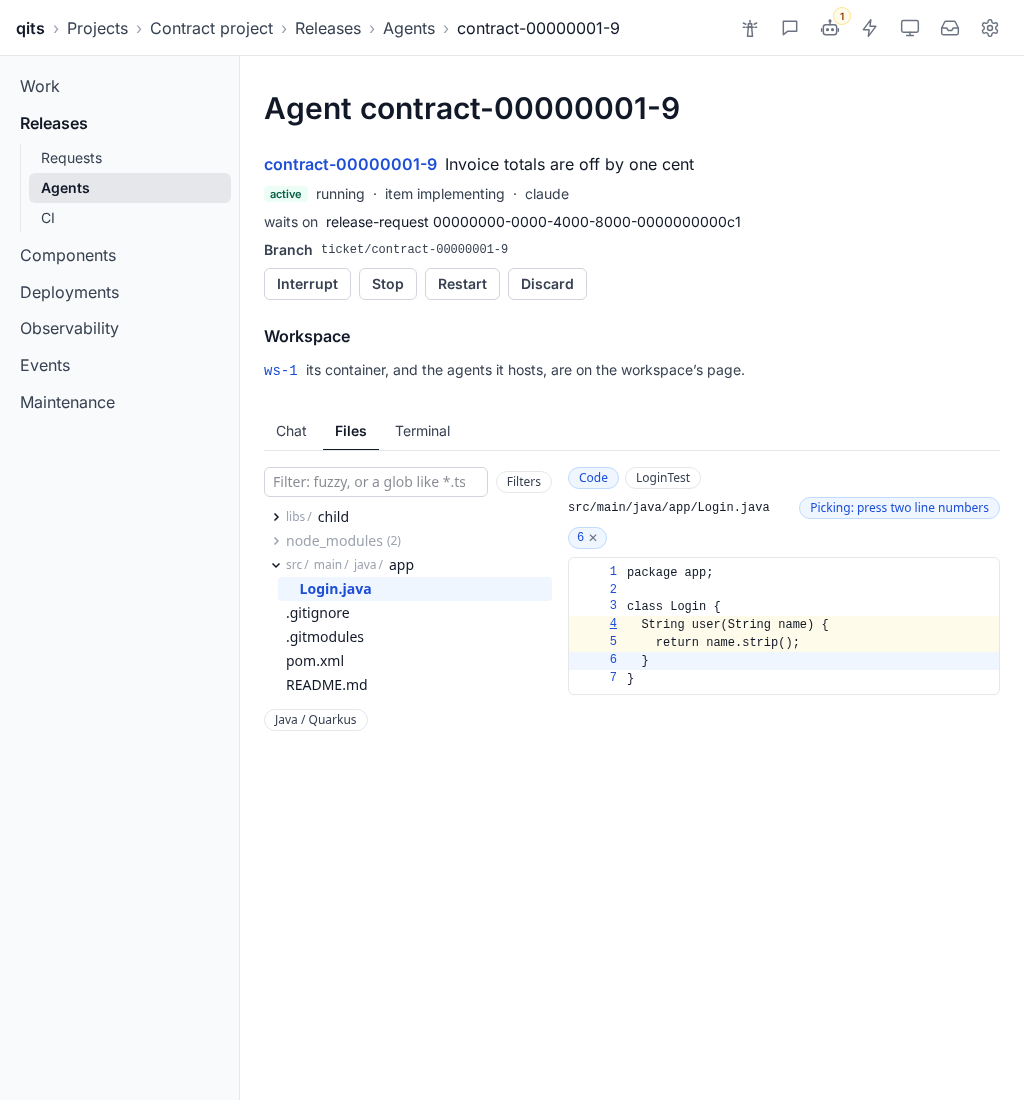 qits › Projects › Contract project › Releases › Agents › contract-00000001-9
1
Work
Releases
Requests
Agents
CI
Components
Deployments
Observability
Events
Maintenance
Agent contract-00000001-9
contract-00000001-9 Invoice totals are off by one cent
active running · item implementing · claude
waits on release-request 00000000-0000-4000-8000-0000000000c1
Branch ticket/contract-00000001-9
Interrupt Stop Restart Discard
Workspace
ws-1 its container, and the agents it hosts, are on the workspace’s page.
Chat Files Terminal
Filter: fuzzy, or a glob like *.ts Filters
libs/ child
node_modules (2)
src/ main/ java/ app
Login.java
.gitignore
.gitmodules
pom.xml
README.md
Java / Quarkus
Code LoginTest
src/main/java/app/Login.java Picking: press two line numbers
6 ×
1 package app;
2
3 class Login {
4 String user(String name) {
5 return name.strip();
6 }
7 }